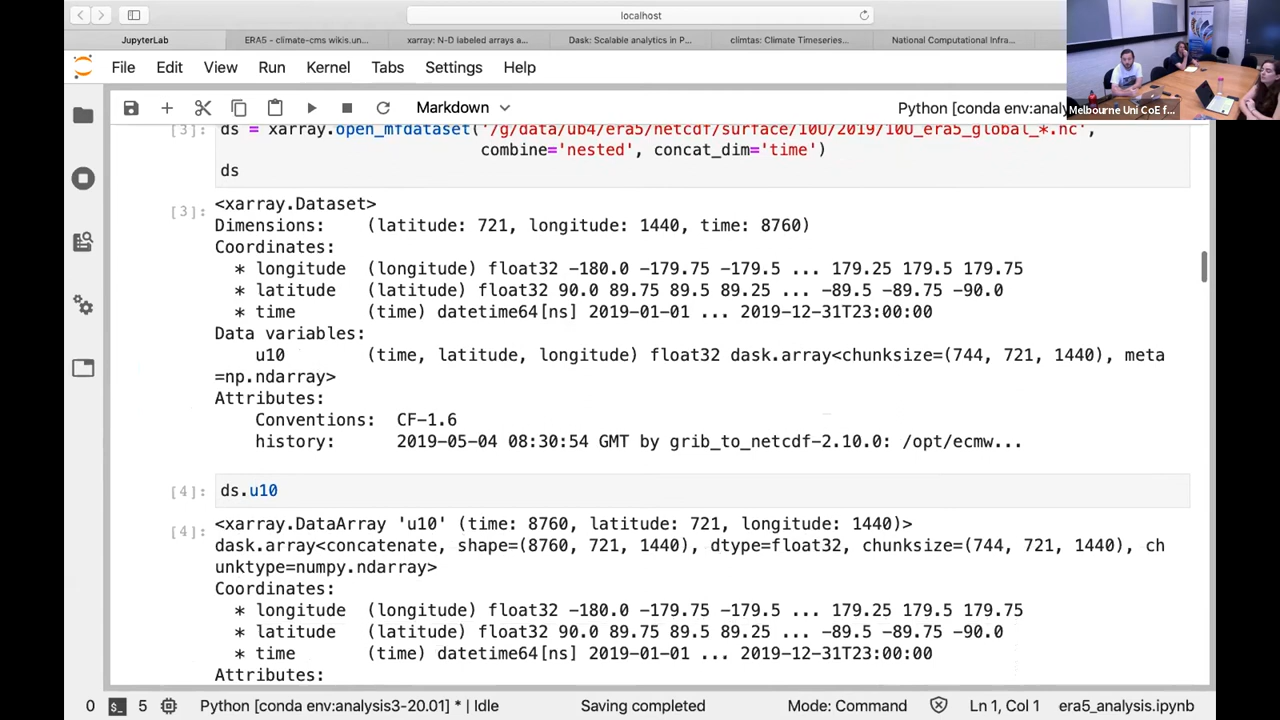 localhost
JupyterLab
ERA5 - climate-cms wikis.un...
xarray: N-D labeled arrays a...
Dask: Scalable analytics in P...
climtas: Climate Timeseries...
National Computational Infra...
File Edit View Run Kernel Tabs Settings Help
Markdown
Python [conda env:analy
Melbourne Uni CoE f...
[3]: ds = xarray.open_mfdataset('/g/data/ub4/era5/netcdf/surface/10U/2019/10U_era5_global_*.nc',
combine='nested', concat_dim='time')
ds
[3]: <xarray.Dataset>
Dimensions: (latitude: 721, longitude: 1440, time: 8760)
Coordinates:
* longitude (longitude) float32 -180.0 -179.75 -179.5 ... 179.25 179.5 179.75
* latitude (latitude) float32 90.0 89.75 89.5 89.25 ... -89.5 -89.75 -90.0
* time (time) datetime64[ns] 2019-01-01 ... 2019-12-31T23:00:00
Data variables:
u10 (time, latitude, longitude) float32 dask.array<chunksize=(744, 721, 1440), meta
=np.ndarray>
Attributes:
Conventions: CF-1.6
history: 2019-05-04 08:30:54 GMT by grib_to_netcdf-2.10.0: /opt/ecmw...
[4]: ds.u10
[4]: <xarray.DataArray 'u10' (time: 8760, latitude: 721, longitude: 1440)>
dask.array<concatenate, shape=(8760, 721, 1440), dtype=float32, chunksize=(744, 721, 1440), ch
unktype=numpy.ndarray>
Coordinates:
* longitude (longitude) float32 -180.0 -179.75 -179.5 ... 179.25 179.5 179.75
* latitude (latitude) float32 90.0 89.75 89.5 89.25 ... -89.5 -89.75 -90.0
* time (time) datetime64[ns] 2019-01-01 ... 2019-12-31T23:00:00
Attributes:
0 $_ 5 Python [conda env:analysis3-20.01] * | Idle Saving completed Mode: Command Ln 1, Col 1 era5_analysis.ipynb